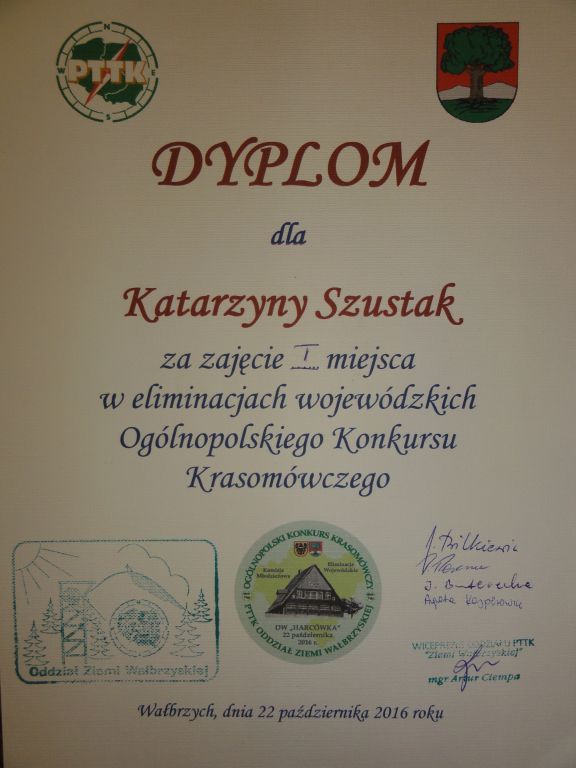 N
W PTTK E
S
DYPLOM
dla
Katarzyny Szustak
za zajęcie I miejsca
w eliminacjach wojewódzkich
Ogólnopolskiego Konkursu
Krasomówczego
OGÓLNOPOLSKI KONKURS KRASOMÓWCZY
Komisja Młodzieżowa
Eliminacje Wojewódzkie
OW „HARCÓWKA”
22 października
2016 r.
PTTK ODDZIAŁ ZIEMI WAŁBRZYSKIEJ
Oddział Ziemi Wałbrzyskiej
Agata
WICEPREZES ODDZIAŁU PTTK
"Ziemi Wałbrzyskiej"
mgr Artur Ciempa
Wałbrzych, dnia 22 października 2016 roku